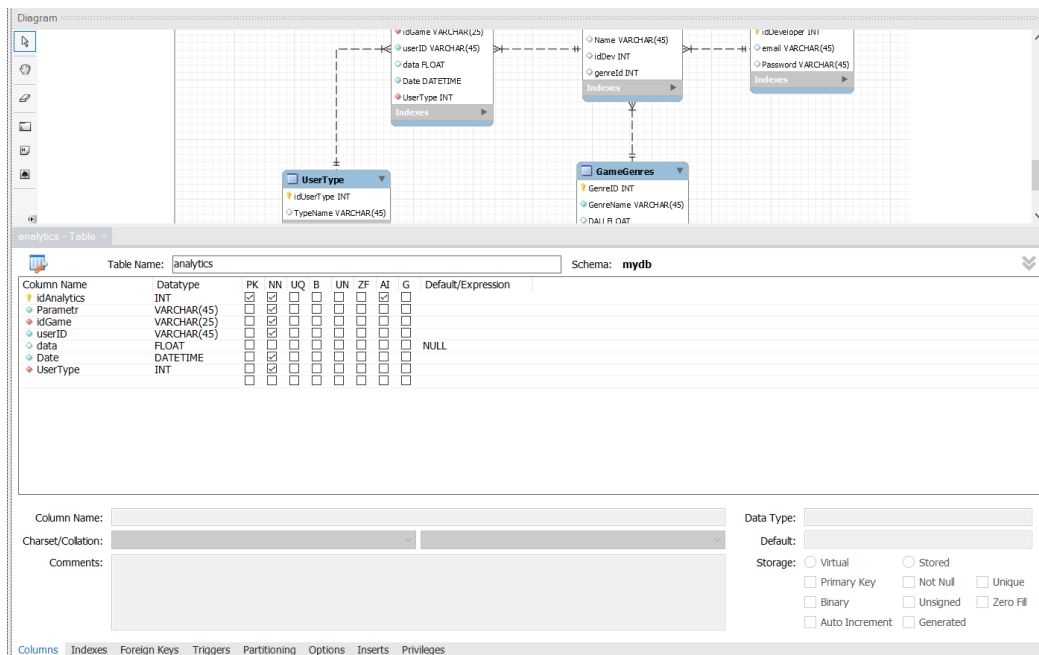 Diagram
idGame VARCHAR(25)
userID VARCHAR(45)
data FLOAT
Date DATETIME
UserType INT
Indexes
Name VARCHAR(45)
idDev INT
genreId INT
Indexes
idDeveloper INT
email VARCHAR(45)
Password VARCHAR(45)
Indexes
UserType
idUserType INT
TypeName VARCHAR(45)
GameGenres
GenreID INT
GenreName VARCHAR(45)
DAU FLOAT
analytics - Table
Table Name: analytics Schema: mydb
Column Name Datatype PK NN UQ B UN ZF AI G Default/Expression
idAnalytics INT
Parametr VARCHAR(45)
idGame VARCHAR(25)
userID VARCHAR(45)
data FLOAT NULL
Date DATETIME
UserType INT
Column Name: Data Type:
Charset/Collation: Default:
Comments: Storage: Virtual Stored
Primary Key Not Null Unique
Binary Unsigned Zero Fill
Auto Increment Generated
Columns Indexes Foreign Keys Triggers Partitioning Options Inserts Privileges